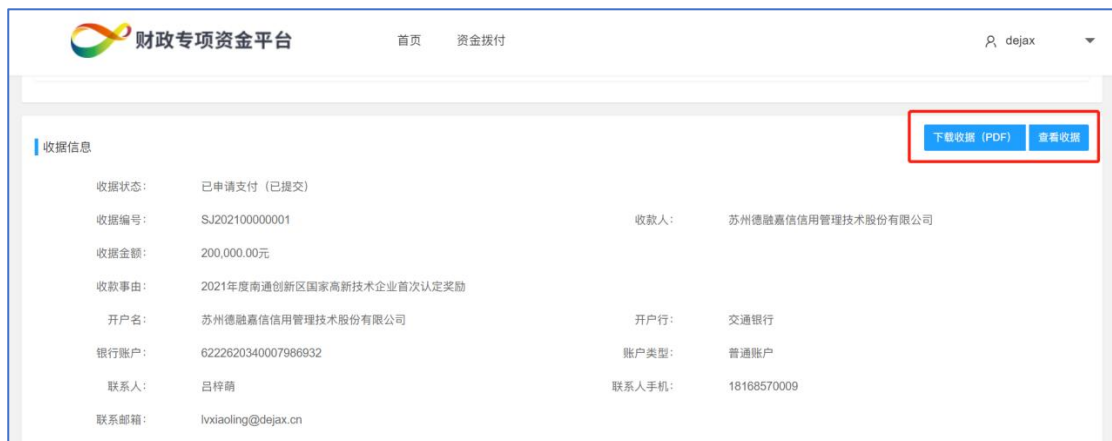 财政专项资金平台 首页 资金拨付 dejax
收据信息 下载收据（PDF） 查看收据
收据状态： 已申请支付（已提交）
收据编号： SJ202100000001 收款人： 苏州德融嘉信信用管理技术股份有限公司
收据金额： 200,000.00元
收款事由： 2021年度南通创新区国家高新技术企业首次认定奖励
开户名： 苏州德融嘉信信用管理技术股份有限公司 开户行： 交通银行
银行账户： 6222620340007986932 账户类型： 普通账户
联系人： 吕梓萌 联系人手机： 18168570009
联系邮箱： lvxiaoling@dejax.cn